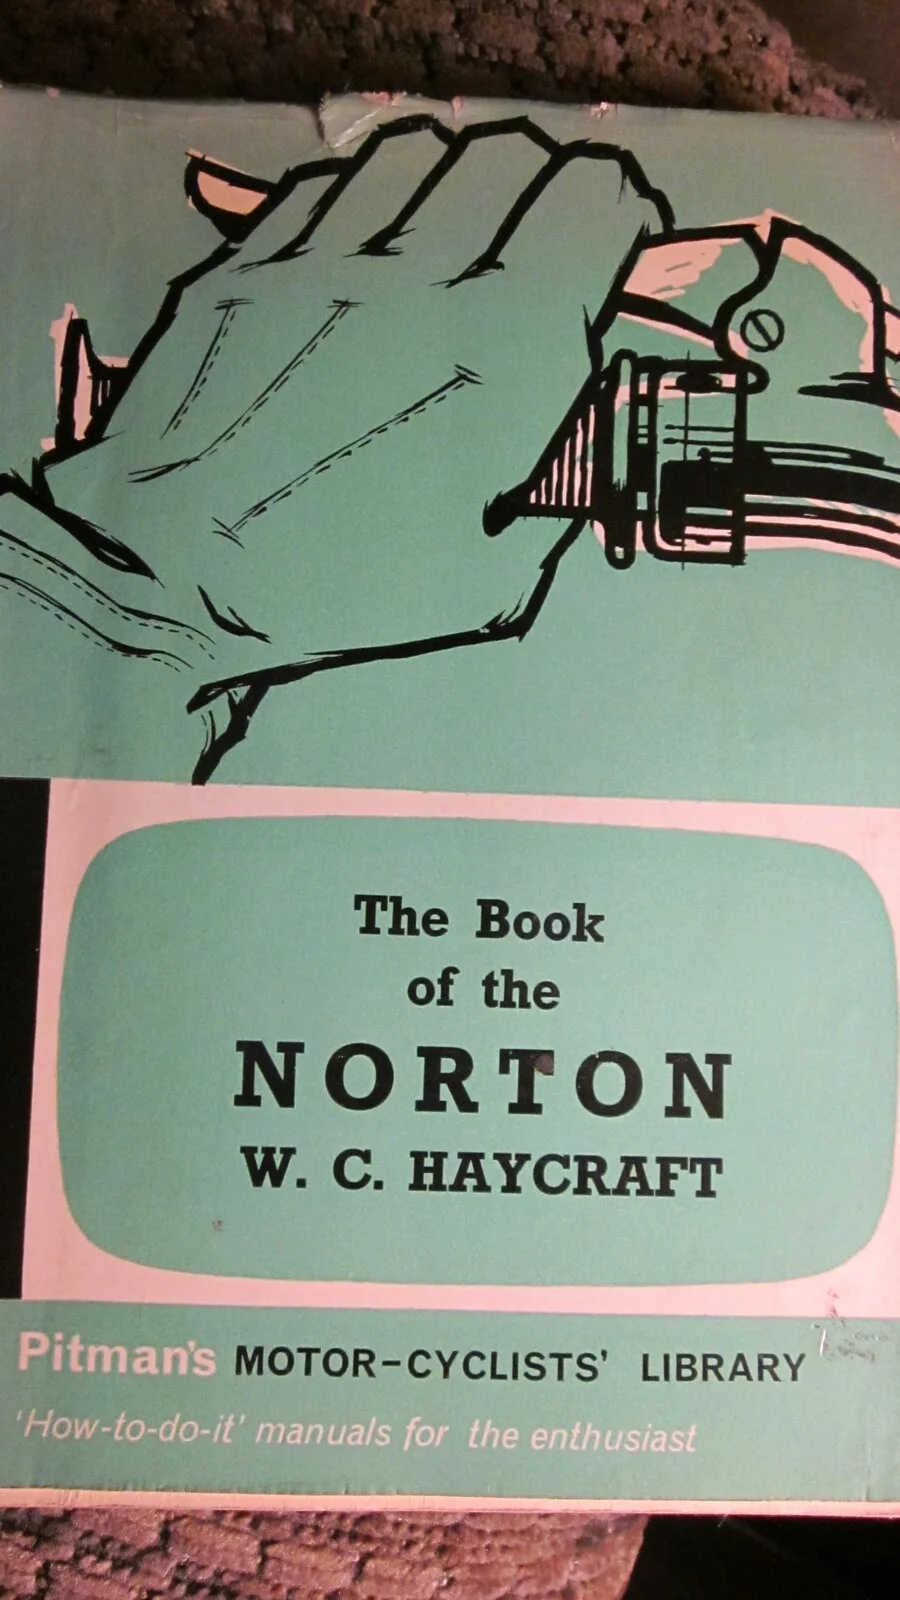 The Book
of the
NORTON
W. C. HAYCRAFT
Pitman's MOTOR-CYCLISTS' LIBRARY
'How-to-do-it' manuals for the enthusiast